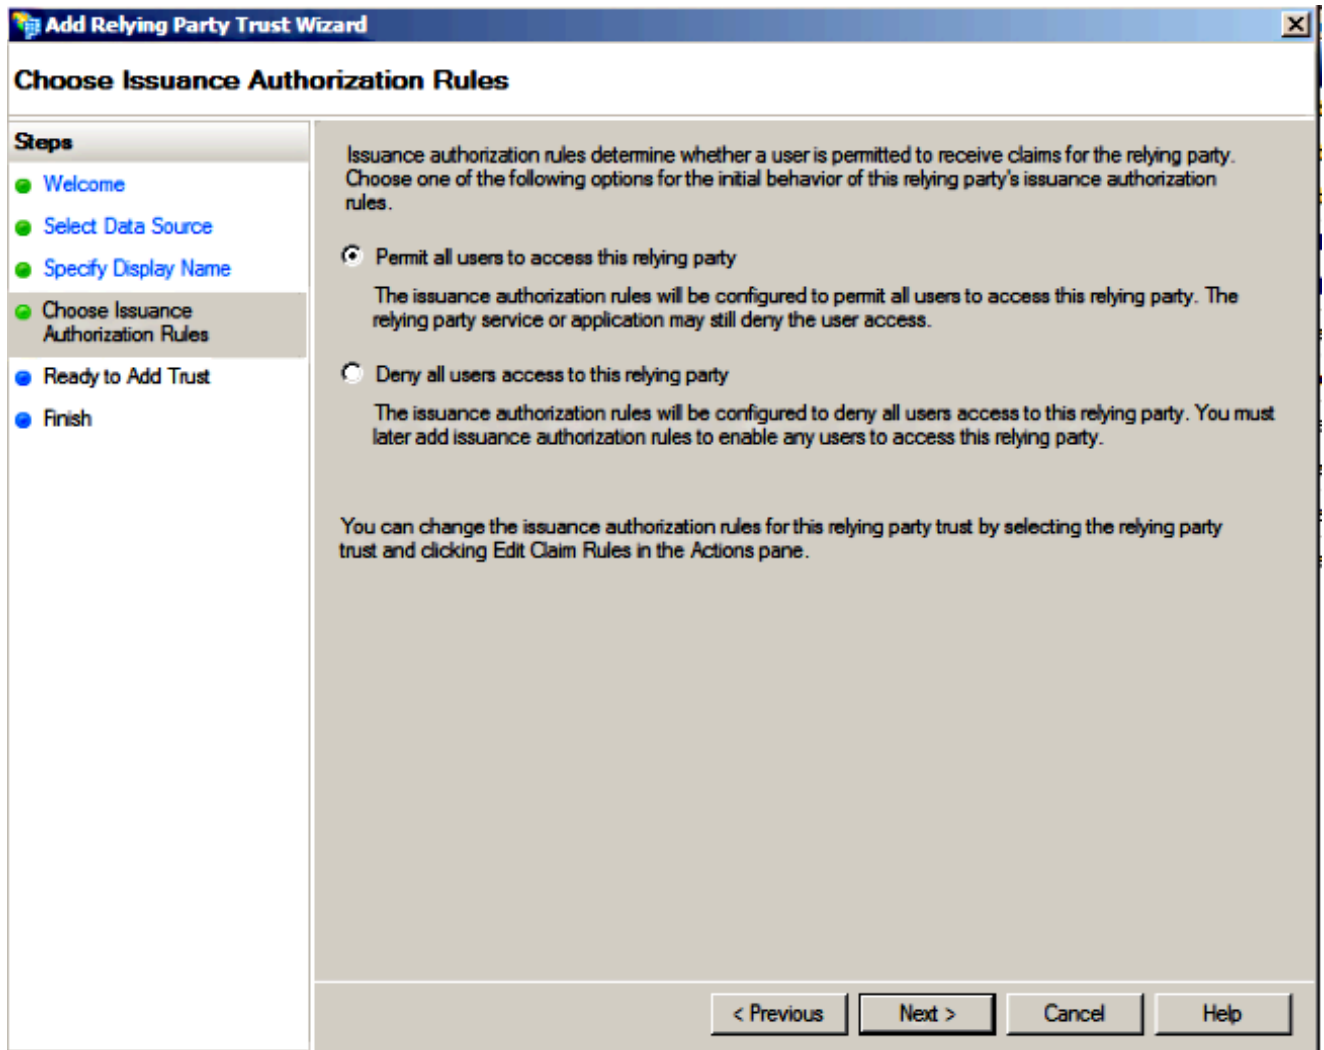 Add Relying Party Trust Wizard
Choose Issuance Authorization Rules
Steps
Welcome
Select Data Source
Specify Display Name
Choose Issuance
Authorization Rules
Ready to Add Trust
Finish
Issuance authorization rules determine whether a user is permitted to receive claims for the relying party.
Choose one of the following options for the initial behavior of this relying party's issuance authorization
rules.
Permit all users to access this relying party
The issuance authorization rules will be configured to permit all users to access this relying party. The
relying party service or application may still deny the user access.
Deny all users access to this relying party
The issuance authorization rules will be configured to deny all users access to this relying party. You must
later add issuance authorization rules to enable any users to access this relying party.
You can change the issuance authorization rules for this relying party trust by selecting the relying party
trust and clicking Edit Claim Rules in the Actions pane.
< Previous
Next >
Cancel
Help